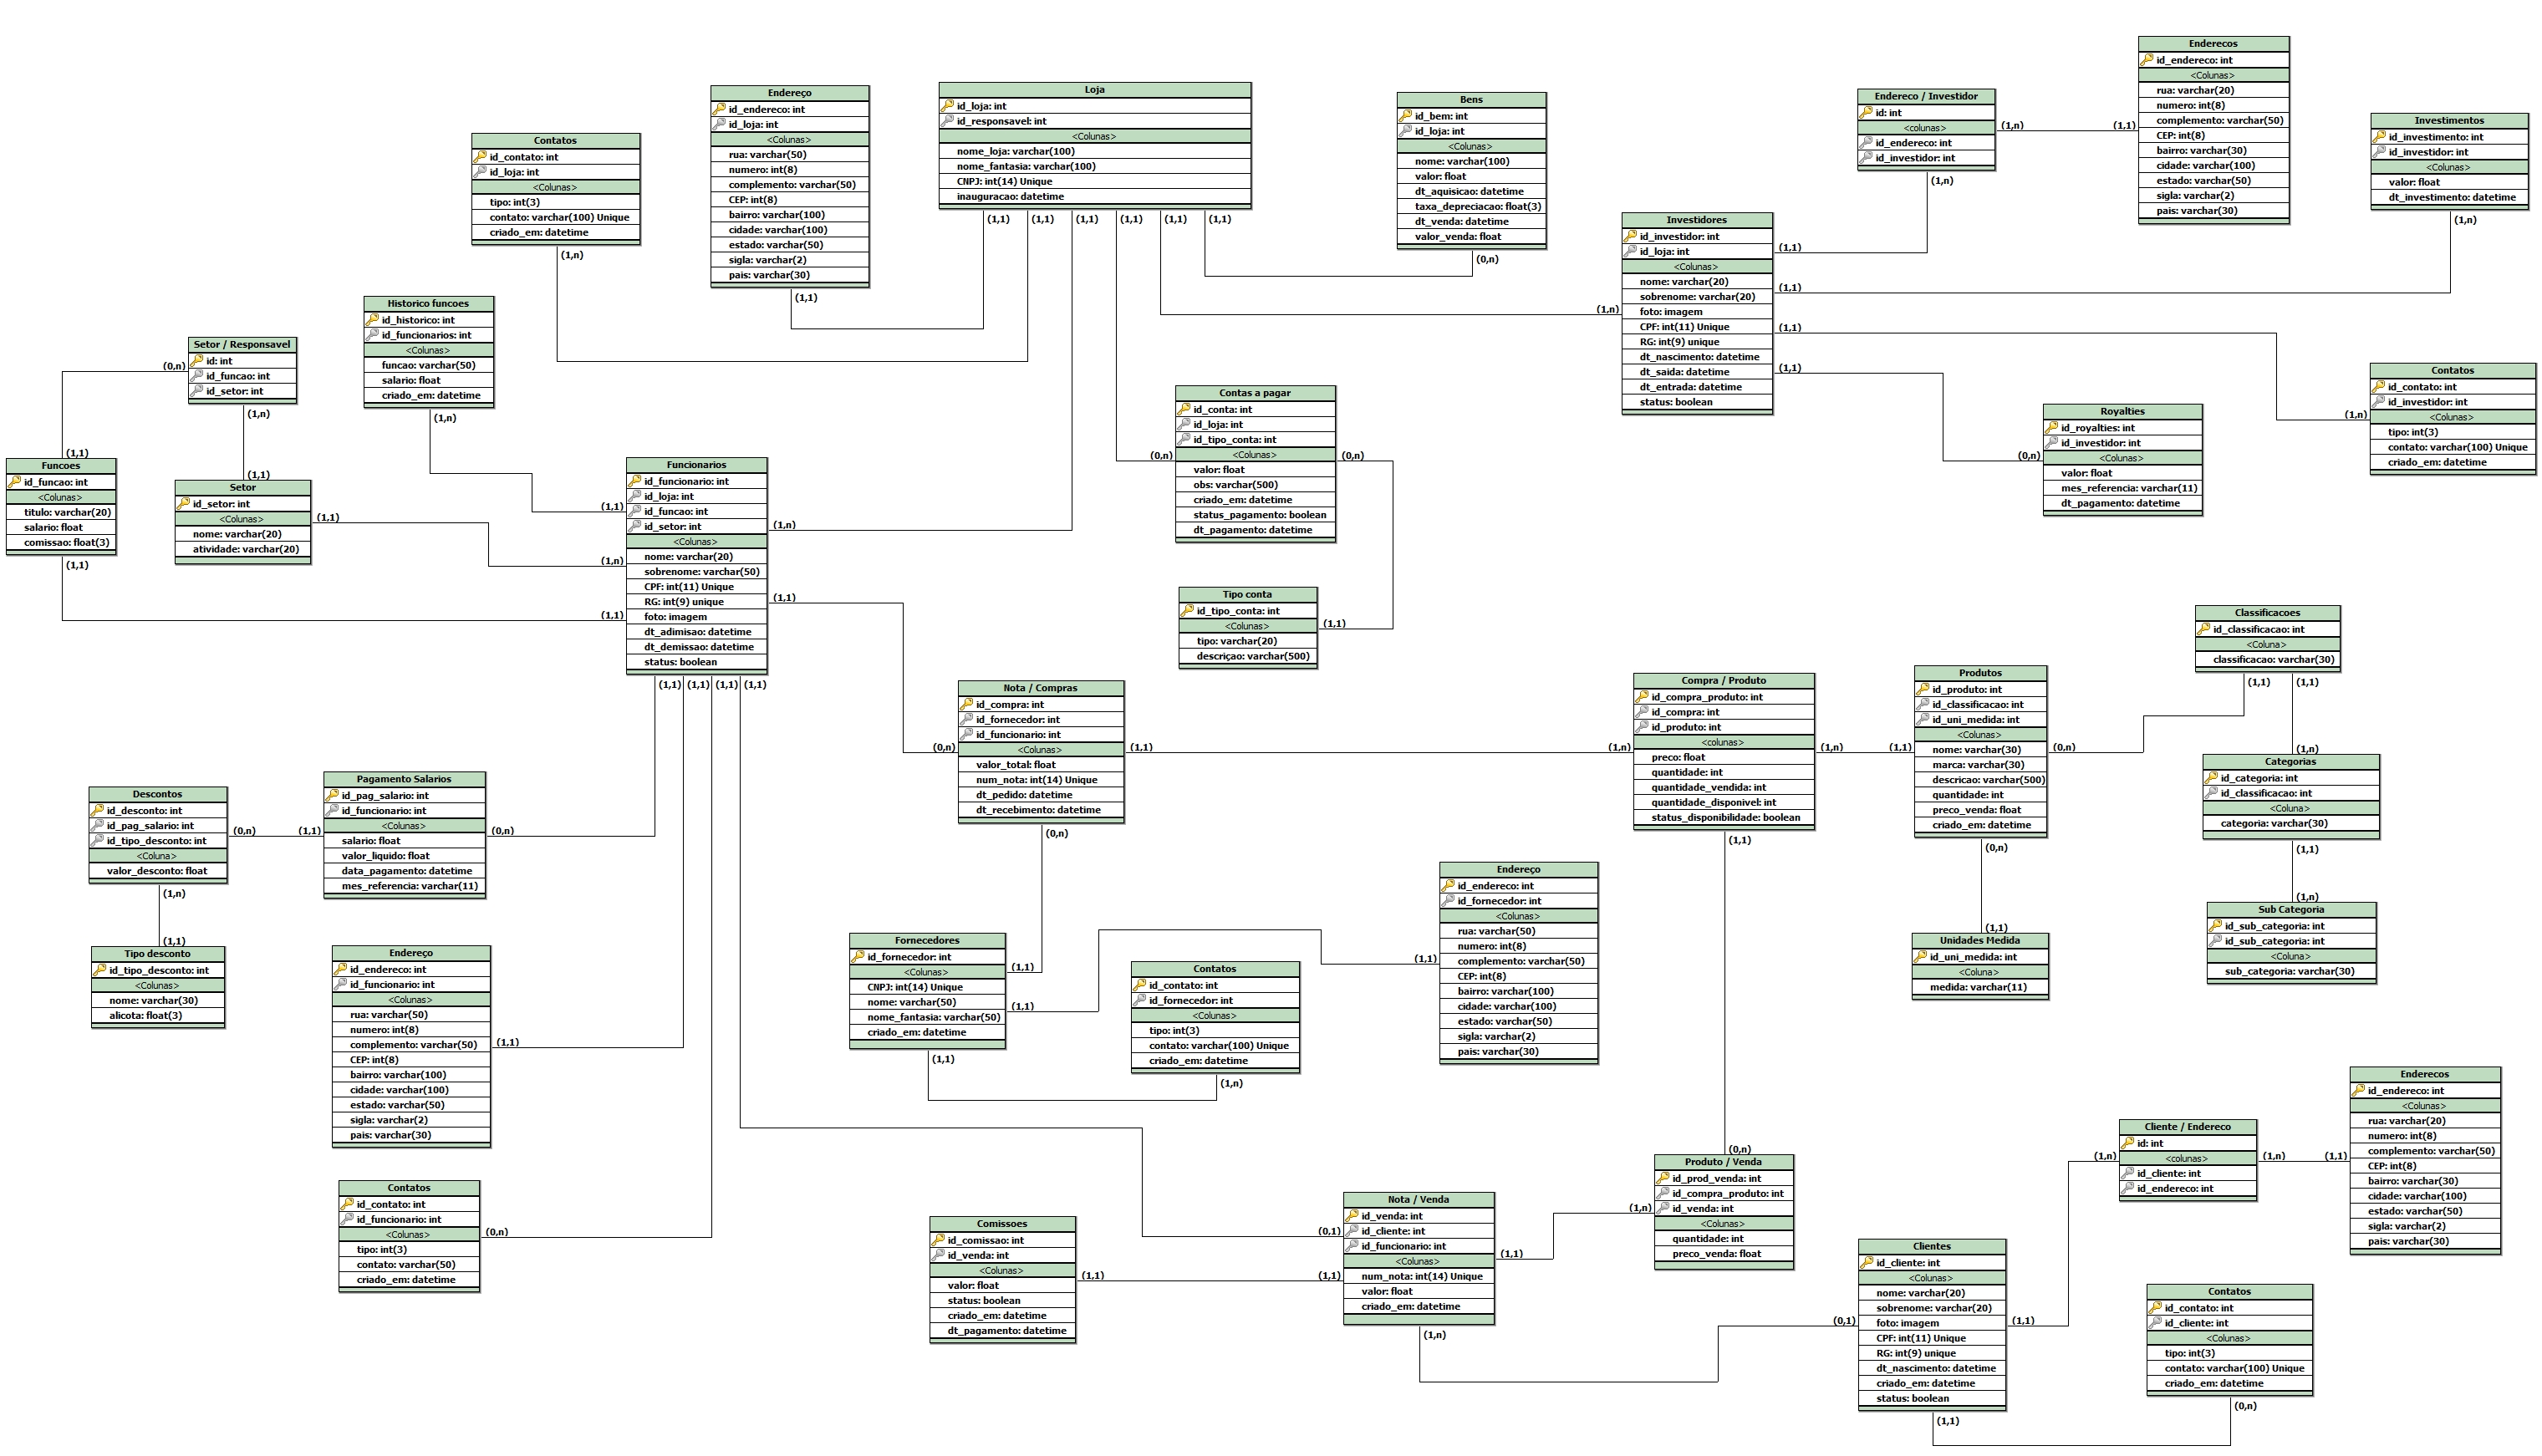 Contatos
id_contato: int
id_loja: int
<Colunas>
tipo: int(3)
contato: varchar(100) Unique
criado_em: datetime
(1,n)
Endereço
id_endereco: int
id_loja: int
<Colunas>
rua: varchar(50)
numero: int(8)
complemento: varchar(50)
CEP: int(8)
bairro: varchar(100)
cidade: varchar(100)
estado: varchar(50)
sigla: varchar(2)
pais: varchar(30)
(1,1)
Loja
id_loja: int
id_responsavel: int
<Colunas>
nome_loja: varchar(100)
nome_fantasia: varchar(100)
CNPJ: int(14) Unique
inauguracao: datetime
(1,1) (1,1) (1,1) (1,1) (1,1) (1,1)
Bens
id_bem: int
id_loja: int
<Colunas>
nome: varchar(100)
valor: float
dt_aquisicao: datetime
taxa_depreciacao: float(3)
dt_venda: datetime
valor_venda: float
(0,n)
Endereco / Investidor
id: int
<colunas>
id_endereco: int
id_investidor: int
(1,n) (1,1)
(1,n)
Enderecos
id_endereco: int
<Colunas>
rua: varchar(20)
numero: int(8)
complemento: varchar(50)
CEP: int(8)
bairro: varchar(30)
cidade: varchar(100)
estado: varchar(50)
sigla: varchar(2)
pais: varchar(30)
Investimentos
id_investimento: int
id_investidor: int
<Colunas>
valor: float
dt_investimento: datetime
(1,n)
Investidores
id_investidor: int
id_loja: int
<Colunas>
nome: varchar(20)
sobrenome: varchar(20)
foto: imagem
CPF: int(11) Unique
RG: int(9) unique
dt_nascimento: datetime
dt_saida: datetime
dt_entrada: datetime
status: boolean
(1,n)
(1,1)
(1,1)
(1,1)
(1,1)
Contatos
id_contato: int
id_investidor: int
<Colunas>
tipo: int(3)
contato: varchar(100) Unique
criado_em: datetime
(1,n)
Royalties
id_royalties: int
id_investidor: int
<Colunas>
valor: float
mes_referencia: varchar(11)
dt_pagamento: datetime
(0,n)
Historico funcoes
id_historico: int
id_funcionarios: int
<Colunas>
funcao: varchar(50)
salario: float
criado_em: datetime
(1,n)
Setor / Responsavel
id: int
id_funcao: int
id_setor: int
(0,n)
(1,n)
Funcoes
id_funcao: int
<Colunas>
titulo: varchar(20)
salario: float
comissao: float(3)
(1,1)
(1,1)
Setor
id_setor: int
<Colunas>
nome: varchar(20)
atividade: varchar(20)
(1,1)
(1,1)
Funcionarios
id_funcionario: int
id_loja: int
id_funcao: int
id_setor: int
<Colunas>
nome: varchar(20)
sobrenome: varchar(50)
CPF: int(11) Unique
RG: int(9) unique
foto: imagem
dt_adimisao: datetime
dt_demissao: datetime
status: boolean
(1,1)
(1,n)
(1,1)
(1,n)
(1,1)
(1,1) (1,1) (1,1) (1,1)
Contas a pagar
id_conta: int
id_loja: int
id_tipo_conta: int
<Colunas>
valor: float
obs: varchar(500)
criado_em: datetime
status_pagamento: boolean
dt_pagamento: datetime
(0,n) (0,n)
Tipo conta
id_tipo_conta: int
<Colunas>
tipo: varchar(20)
descriçao: varchar(500)
(1,1)
Nota / Compras
id_compra: int
id_fornecedor: int
id_funcionario: int
<Colunas>
valor_total: float
num_nota: int(14) Unique
dt_pedido: datetime
dt_recebimento: datetime
(0,n) (1,1)
(0,n)
Compra / Produto
id_compra_produto: int
id_compra: int
id_produto: int
<colunas>
preco: float
quantidade: int
quantidade_vendida: int
quantidade_disponivel: int
status_disponibilidade: boolean
(1,n) (1,n)
(1,1)
Produtos
id_produto: int
id_classificacao: int
id_uni_medida: int
<Colunas>
nome: varchar(30)
marca: varchar(30)
descricao: varchar(500)
quantidade: int
preco_venda: float
criado_em: datetime
(1,1) (0,n)
(0,n)
Classificacoes
id_classificacao: int
<Coluna>
classificacao: varchar(30)
(1,1) (1,1)
Categorias
id_categoria: int
id_classificacao: int
<Coluna>
categoria: varchar(30)
(1,n)
(1,1)
Sub Categoria
id_sub_categoria: int
id_sub_categoria: int
<Coluna>
sub_categoria: varchar(30)
(1,n)
Unidades Medida
id_uni_medida: int
<Coluna>
medida: varchar(11)
(1,1)
Descontos
id_desconto: int
id_pag_salario: int
id_tipo_desconto: int
<Coluna>
valor_desconto: float
(0,n) (1,1)
(1,n)
Pagamento Salarios
id_pag_salario: int
id_funcionario: int
<Colunas>
salario: float
valor_liquido: float
data_pagamento: datetime
mes_referencia: varchar(11)
(0,n)
Tipo desconto
id_tipo_desconto: int
<Colunas>
nome: varchar(30)
alicota: float(3)
(1,1)
Endereço
id_endereco: int
id_funcionario: int
<Colunas>
rua: varchar(50)
numero: int(8)
complemento: varchar(50)
CEP: int(8)
bairro: varchar(100)
cidade: varchar(100)
estado: varchar(50)
sigla: varchar(2)
pais: varchar(30)
(1,1)
Contatos
id_contato: int
id_funcionario: int
<Colunas>
tipo: int(3)
contato: varchar(50)
criado_em: datetime
(0,n)
Fornecedores
id_fornecedor: int
<Colunas>
CNPJ: int(14) Unique
nome: varchar(50)
nome_fantasia: varchar(50)
criado_em: datetime
(1,1)
(1,1)
(1,1)
Contatos
id_contato: int
id_fornecedor: int
<Colunas>
tipo: int(3)
contato: varchar(100) Unique
criado_em: datetime
(1,n)
Endereço
id_endereco: int
id_fornecedor: int
<Colunas>
rua: varchar(50)
numero: int(8)
complemento: varchar(50)
CEP: int(8)
bairro: varchar(100)
cidade: varchar(100)
estado: varchar(50)
sigla: varchar(2)
pais: varchar(30)
(1,1)
Comissoes
id_comissao: int
id_venda: int
<Colunas>
valor: float
status: boolean
criado_em: datetime
dt_pagamento: datetime
(1,1)
Nota / Venda
id_venda: int
id_cliente: int
id_funcionario: int
<Colunas>
num_nota: int(14) Unique
valor: float
criado_em: datetime
(0,1)
(1,1)
(1,1)
(1,n)
Produto / Venda
id_prod_venda: int
id_compra_produto: int
id_venda: int
<Colunas>
quantidade: int
preco_venda: float
(0,n)
(1,n)
Clientes
id_cliente: int
<Colunas>
nome: varchar(20)
sobrenome: varchar(20)
foto: imagem
CPF: int(11) Unique
RG: int(9) unique
dt_nascimento: datetime
criado_em: datetime
status: boolean
(0,1) (1,1)
(1,1)
Cliente / Endereco
id: int
<colunas>
id_cliente: int
id_endereco: int
(1,n) (1,n) (1,1)
Enderecos
id_endereco: int
<Colunas>
rua: varchar(20)
numero: int(8)
complemento: varchar(50)
CEP: int(8)
bairro: varchar(30)
cidade: varchar(100)
estado: varchar(50)
sigla: varchar(2)
pais: varchar(30)
Contatos
id_contato: int
id_cliente: int
<Colunas>
tipo: int(3)
contato: varchar(100) Unique
criado_em: datetime
(0,n)